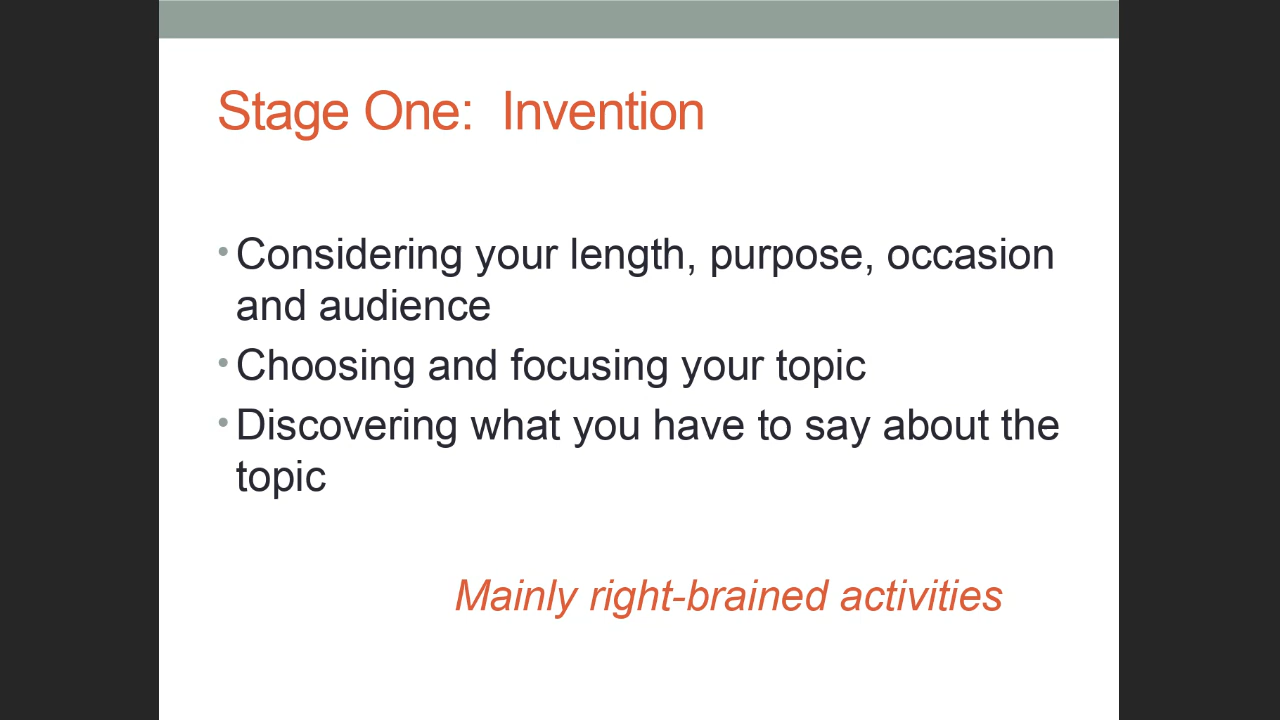 Stage One:  Invention
• Considering your length, purpose, occasion
and audience
• Choosing and focusing your topic
• Discovering what you have to say about the
topic
Mainly right-brained activities